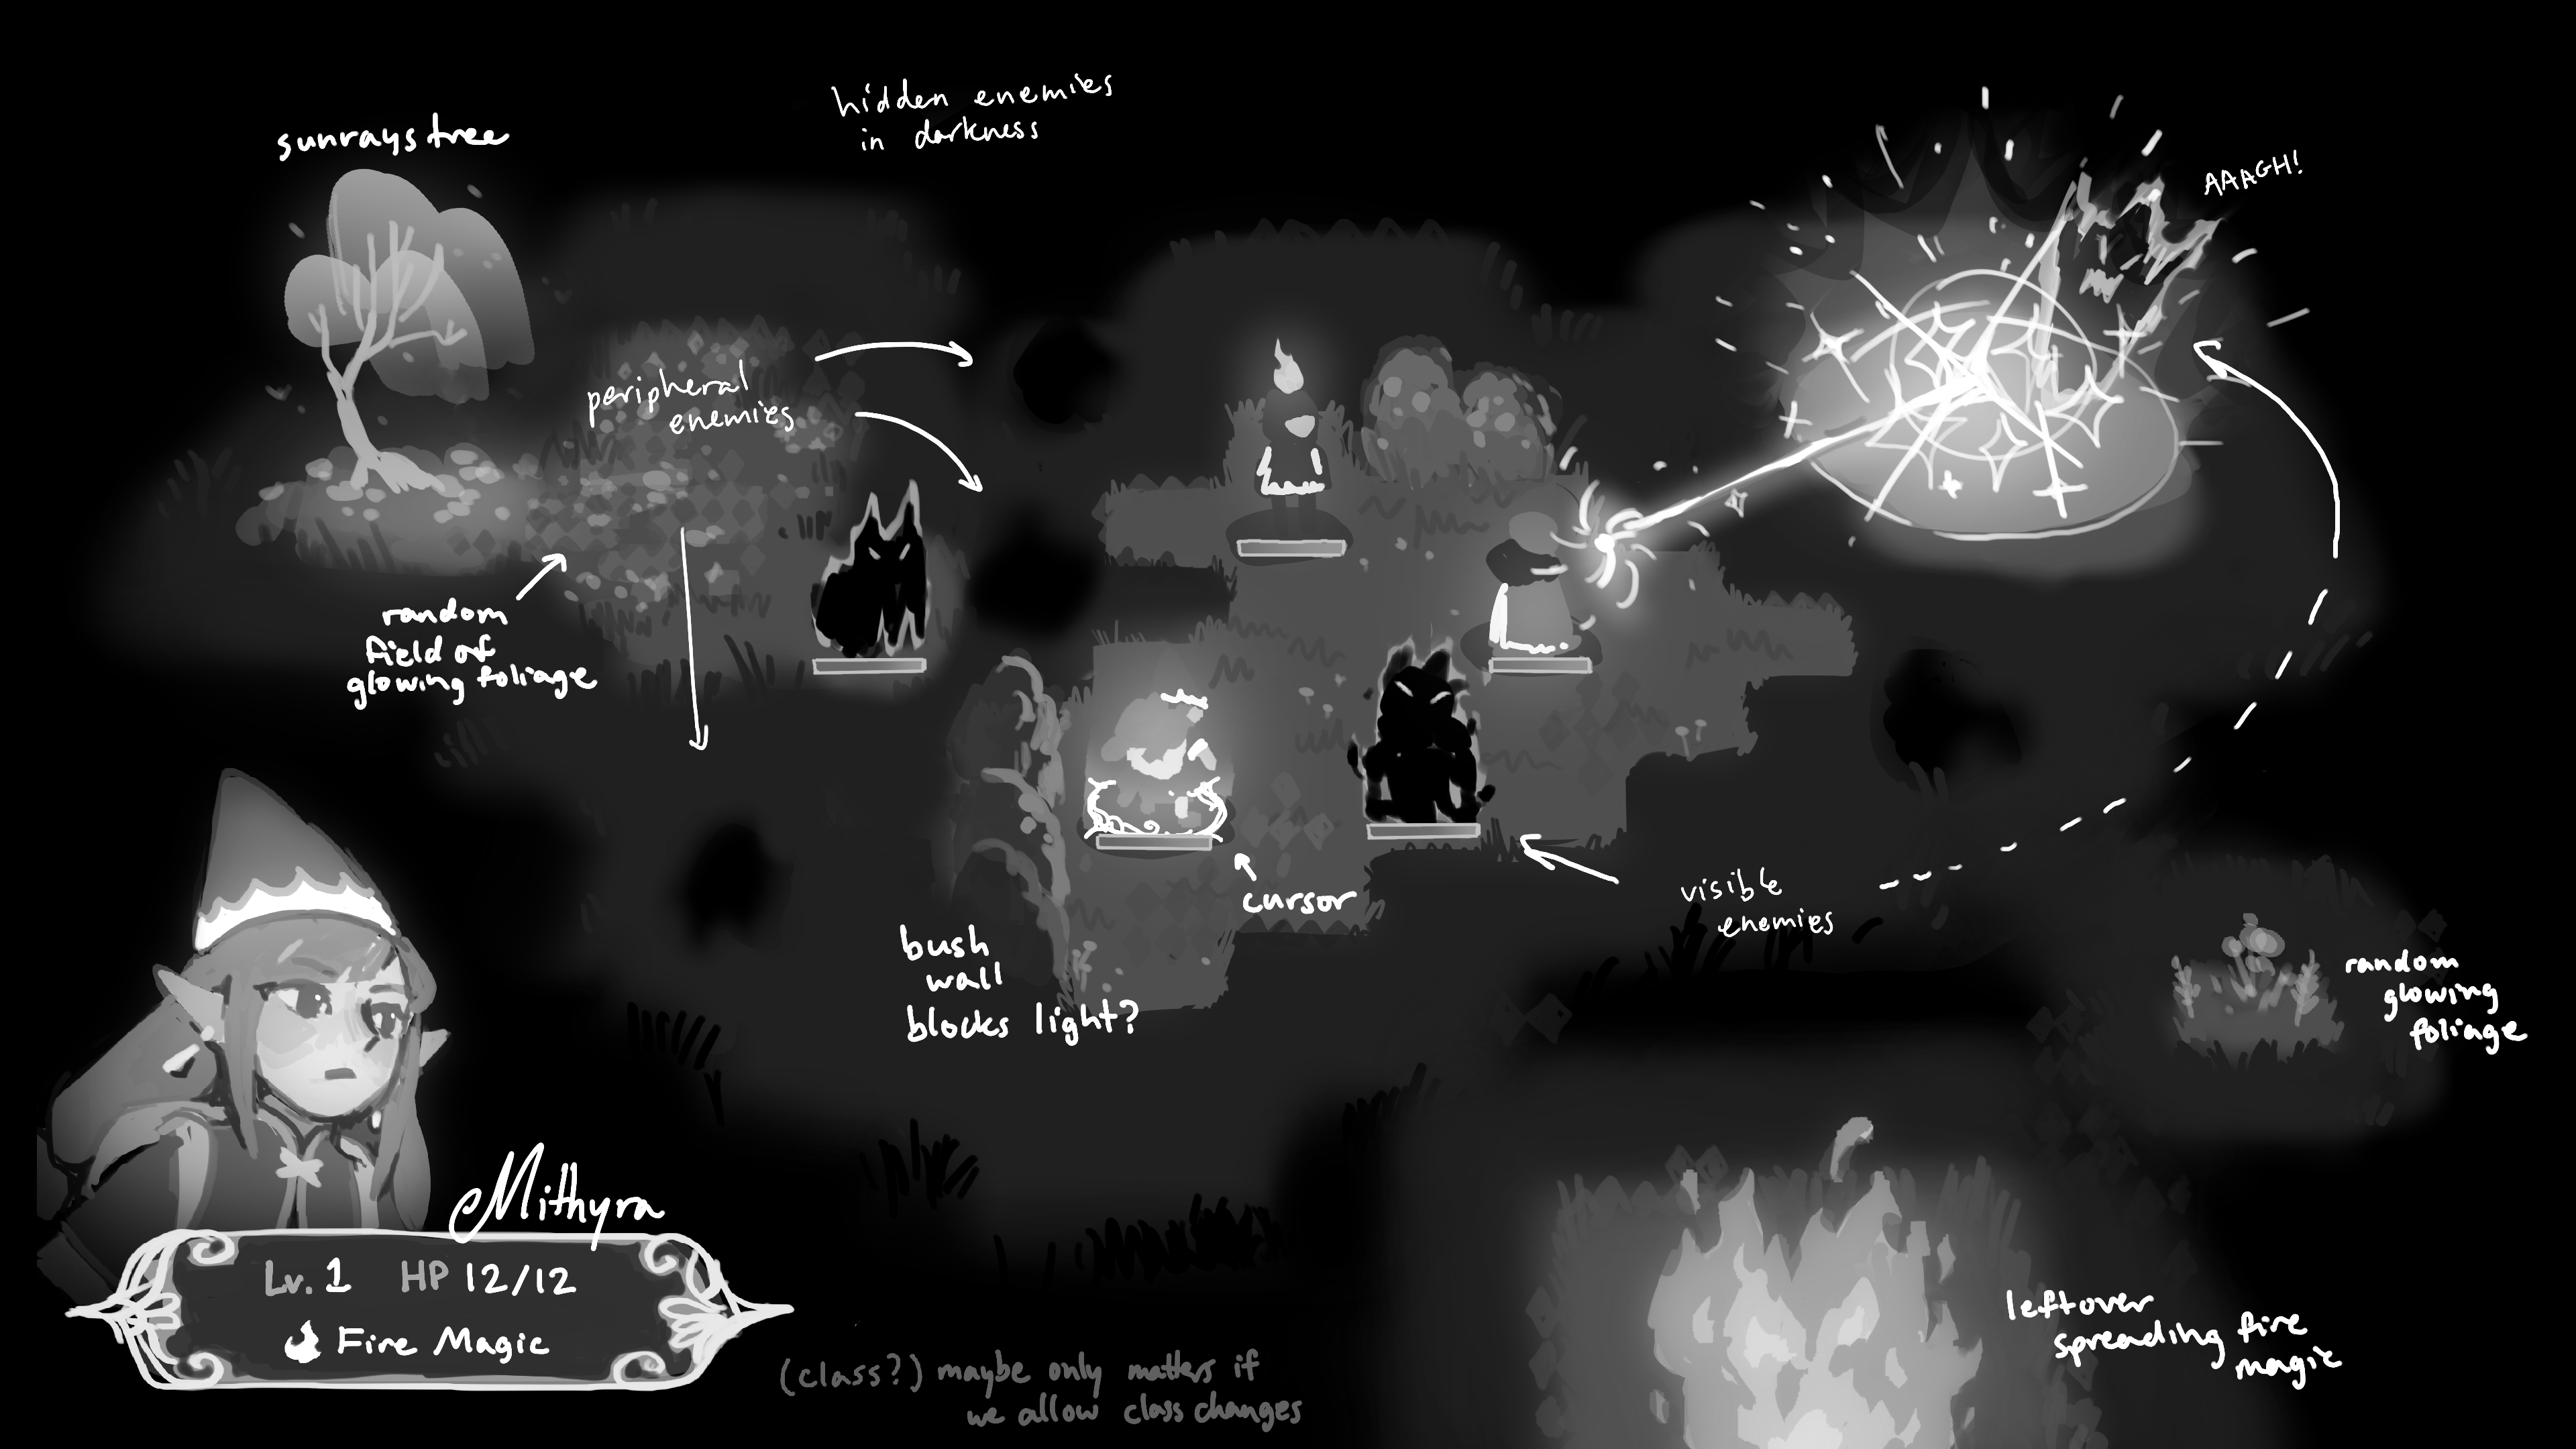 hidden enemies
in darkness
sunrays tree
AAAGH!
peripheral
enemies
random
field of
glowing foliage
cursor
visible
enemies
bush
wall
blocks light?
random
glowing
foliage
Mithyra
Lv. 1 HP 12/12
Fire Magic
leftover
spreading fire
magic
(class?) maybe only matters if
we allow class changes